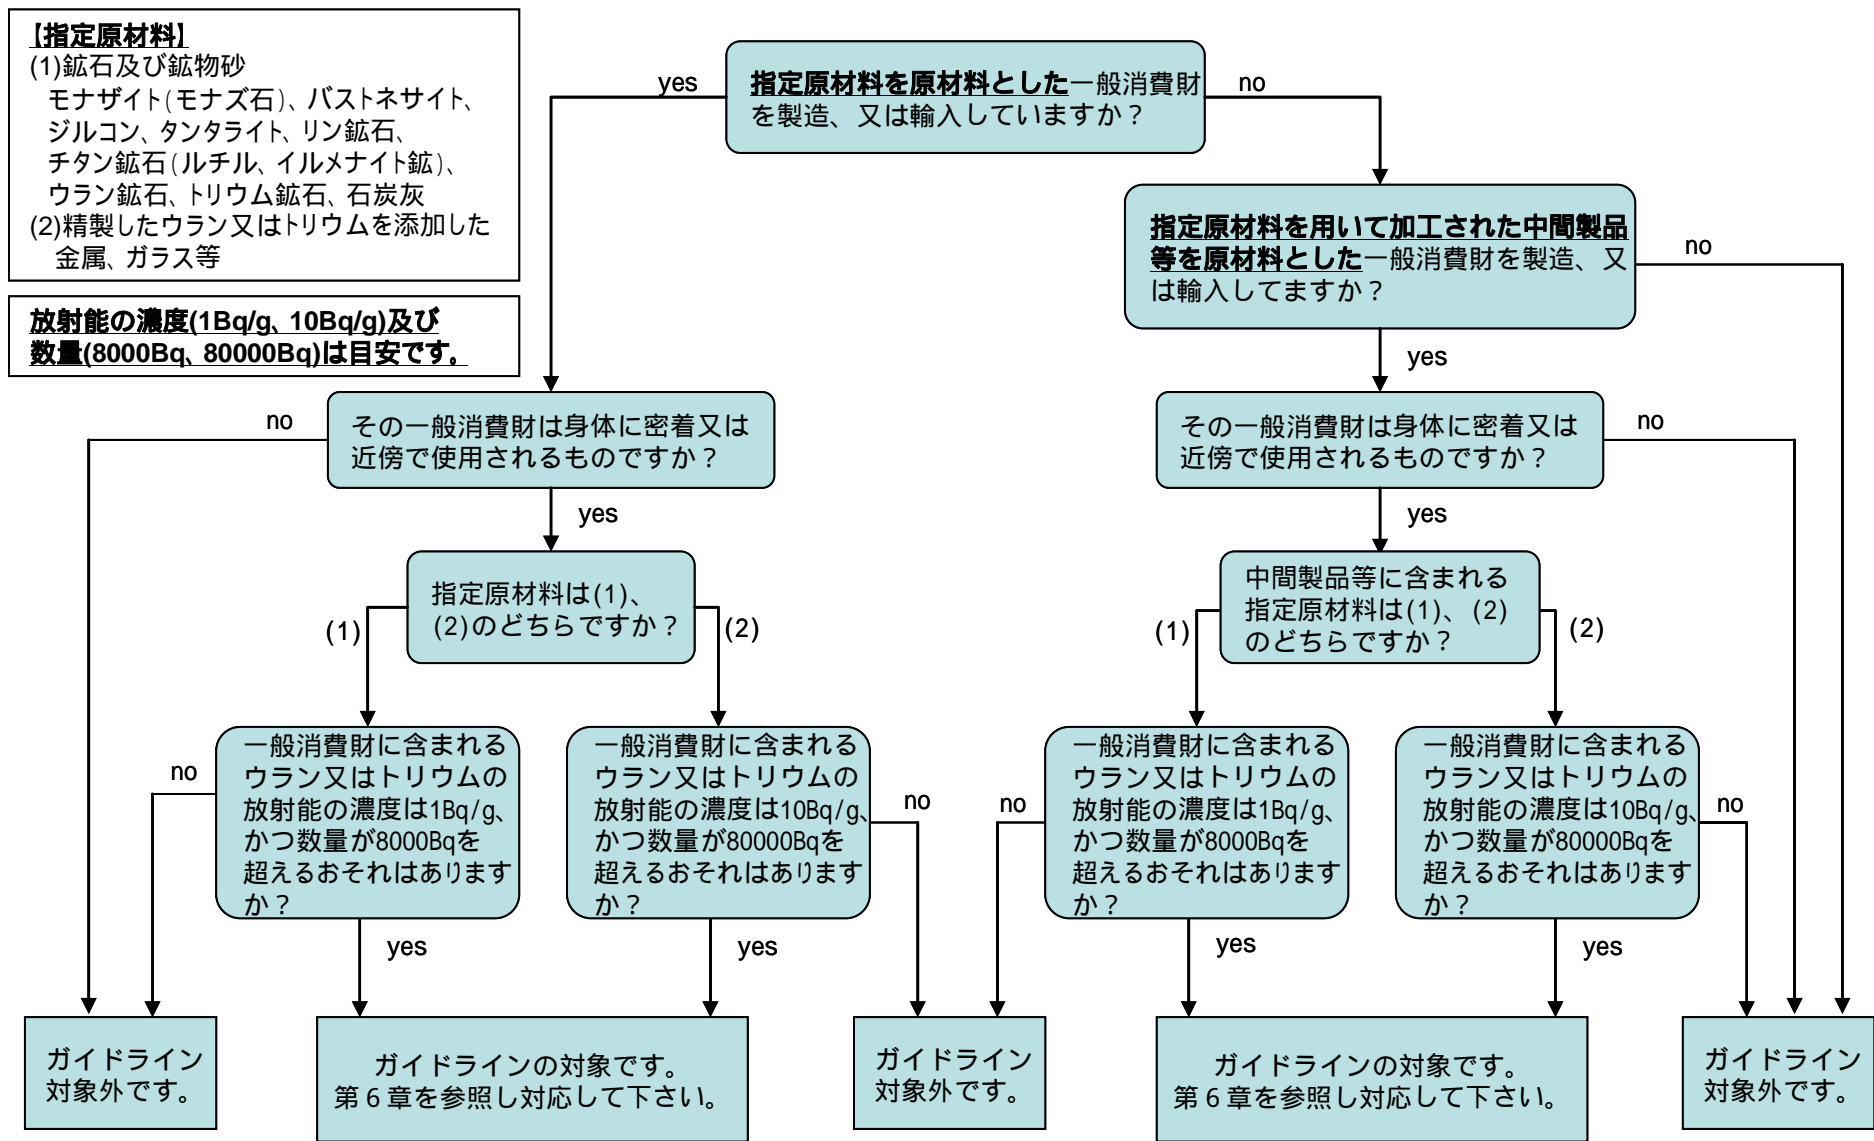 【指定原材料】
(1)鉱石及び鉱物砂
モナザイト(モナズ石)、バストネサイト、
ジルコン、タンタライト、リン鉱石、
チタン鉱石(ルチル、イルメナイト鉱)、
ウラン鉱石、トリウム鉱石、石炭灰
(2)精製したウラン又はトリウムを添加した
金属、ガラス等
放射能の濃度(1Bq/g、10Bq/g)及び
数量(8000Bq、80000Bq)は目安です。
指定原材料を原材料とした一般消費財
を製造、又は輸入していますか？
yes
no
指定原材料を用いて加工された中間製品
等を原材料とした一般消費財を製造、又
は輸入してますか？
no
yes
その一般消費財は身体に密着又は
近傍で使用されるものですか？
no
yes
その一般消費財は身体に密着又は
近傍で使用されるものですか？
no
yes
指定原材料は(1)、
(2)のどちらですか？
(1)
(2)
中間製品等に含まれる
指定原材料は(1)、(2)
のどちらですか？
(1)
(2)
一般消費財に含まれる
ウラン又はトリウムの
放射能の濃度は1Bq/g、
かつ数量が8000Bqを
超えるおそれはあります
か？
no
yes
一般消費財に含まれる
ウラン又はトリウムの
放射能の濃度は10Bq/g、
かつ数量が80000Bqを
超えるおそれはあります
か？
no
yes
一般消費財に含まれる
ウラン又はトリウムの
放射能の濃度は1Bq/g、
かつ数量が8000Bqを
超えるおそれはあります
か？
no
yes
一般消費財に含まれる
ウラン又はトリウムの
放射能の濃度は10Bq/g、
かつ数量が80000Bqを
超えるおそれはあります
か？
no
yes
ガイドライン
対象外です。
ガイドラインの対象です。
第６章を参照し対応して下さい。
ガイドライン
対象外です。
ガイドラインの対象です。
第６章を参照し対応して下さい。
ガイドライン
対象外です。